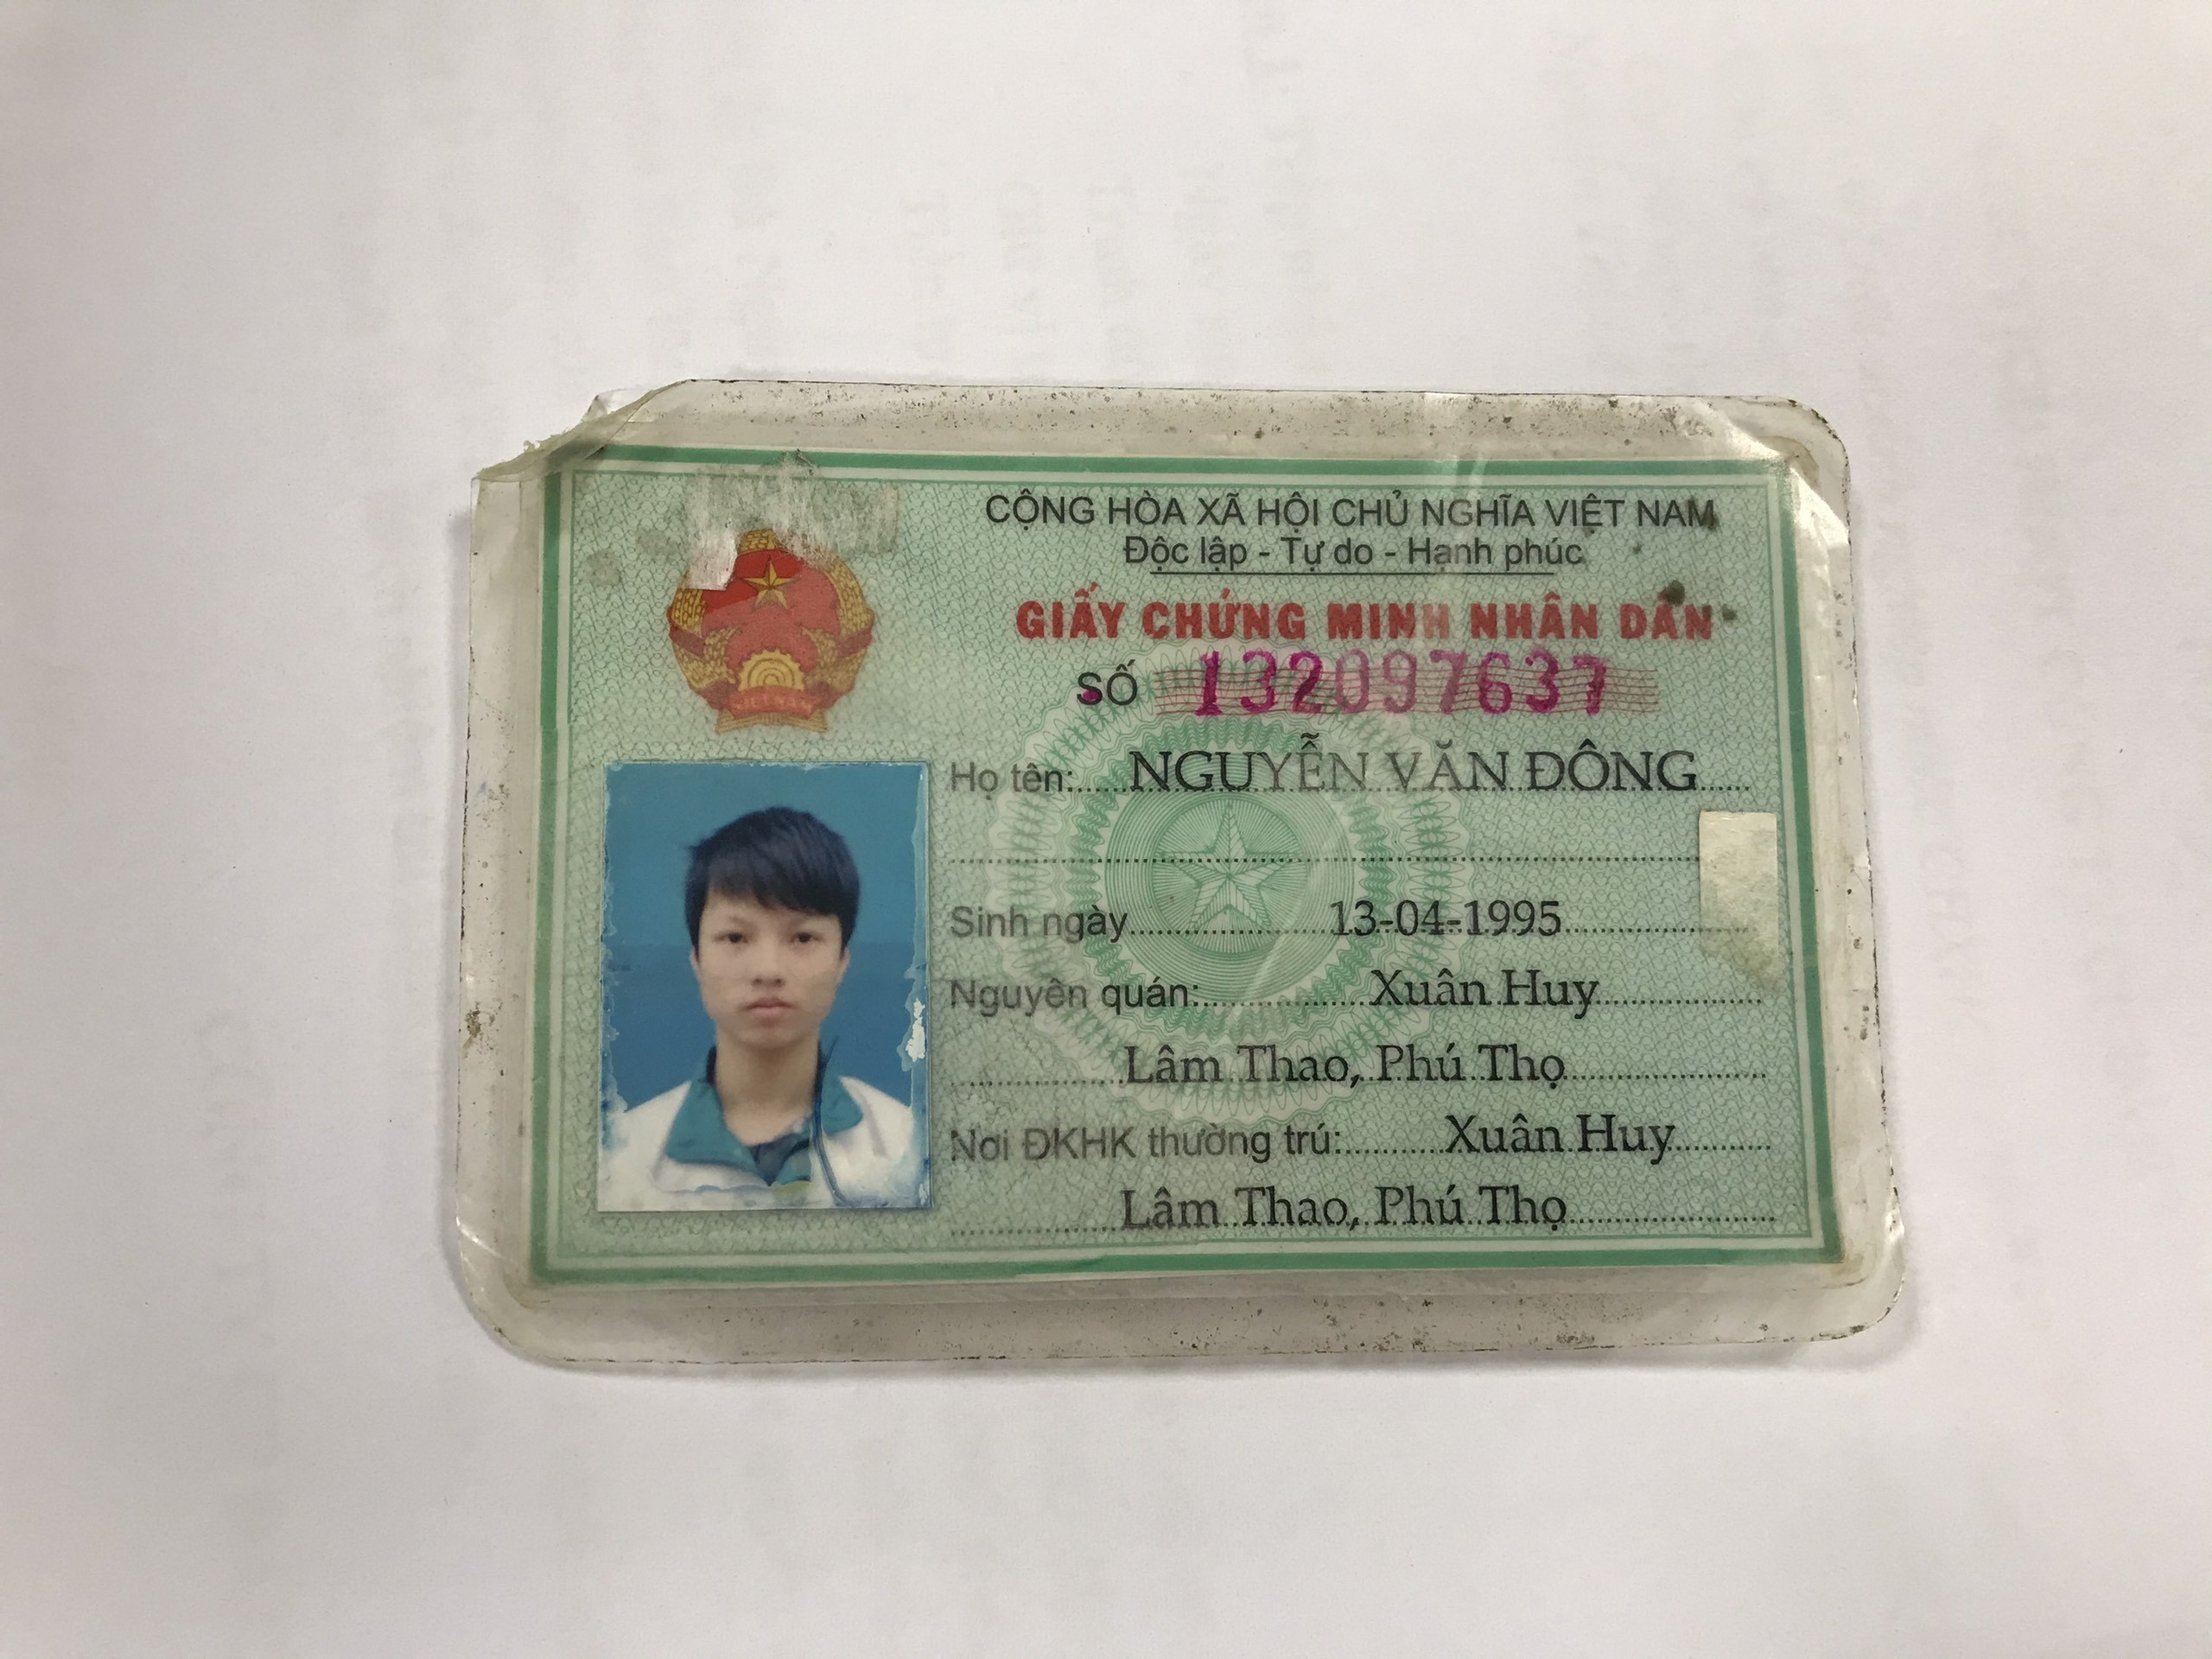 CỘNG HÒA XÃ HỘI CHỦ NGHĨA VIỆT NAM
Độc lập - Tự do - Hạnh phúc
GIẤY CHỨNG MINH NHÂN DÂN
SỐ 132097637
VIỆT NAM
Họ tên: NGUYỄN VĂN ĐÔNG
Sinh ngày 13-04-1995
Nguyên quán: Xuân Huy
Lâm Thao, Phú Thọ
Nơi ĐKHK thường trú: Xuân Huy
Lâm Thao, Phú Thọ